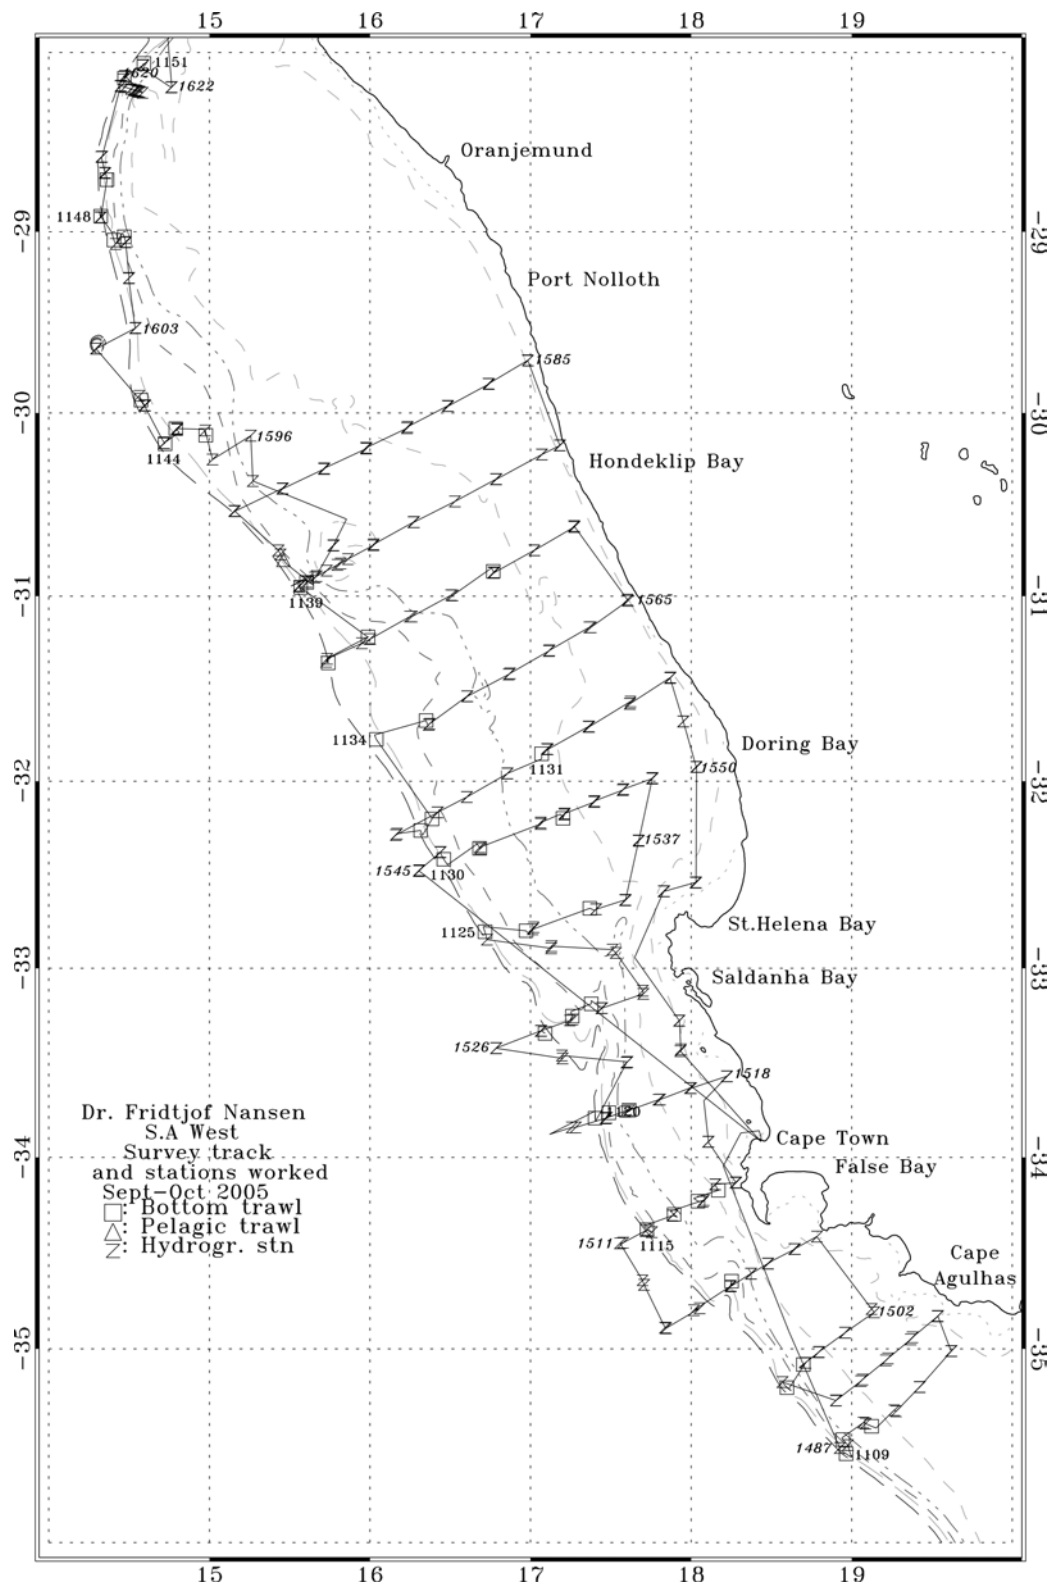 15 16 17 18 19
1151
1620
1622
Oranjemund
1148
-29 -29
Port Nolloth
1603
1585
-30 -30
1596
1144
Hondeklip Bay
-31 -31
1139
1565
1134
Doring Bay
1131
1550
-32 -32
1537
1545
1130
St.Helena Bay
1125
-33 -33
Saldanha Bay
1526
1518
Dr. Fridtjof Nansen
S.A West
Survey track
and stations worked
Sept-Oct 2005
: Bottom trawl
: Pelagic trawl
Z: Hydrogr. stn
Cape Town
-34 -34
False Bay
1511
1115
Cape
Agulhas
1502
-35 -35
1487
1109
15 16 17 18 19